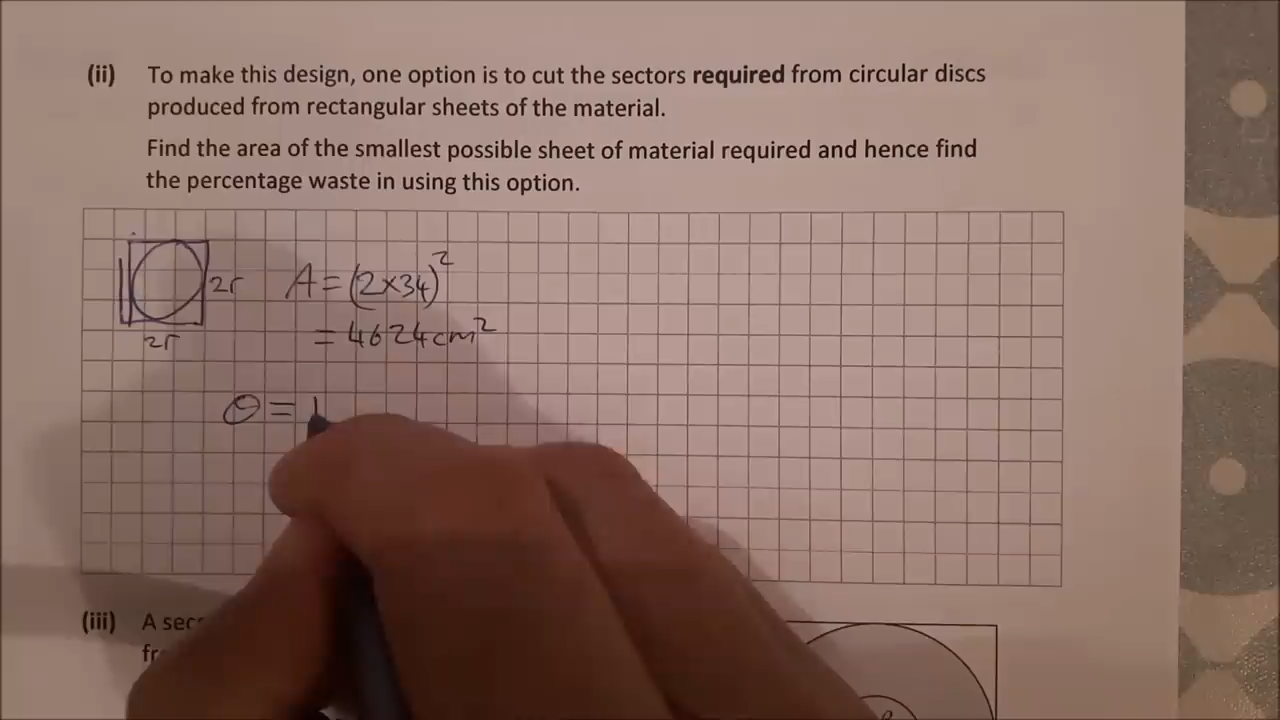 (ii) To make this design, one option is to cut the sectors required from circular discs
produced from rectangular sheets of the material.
Find the area of the smallest possible sheet of material required and hence find
the percentage waste in using this option.
2r
2r
A = (2×34)²
= 4624cm²
θ =
(iii) A